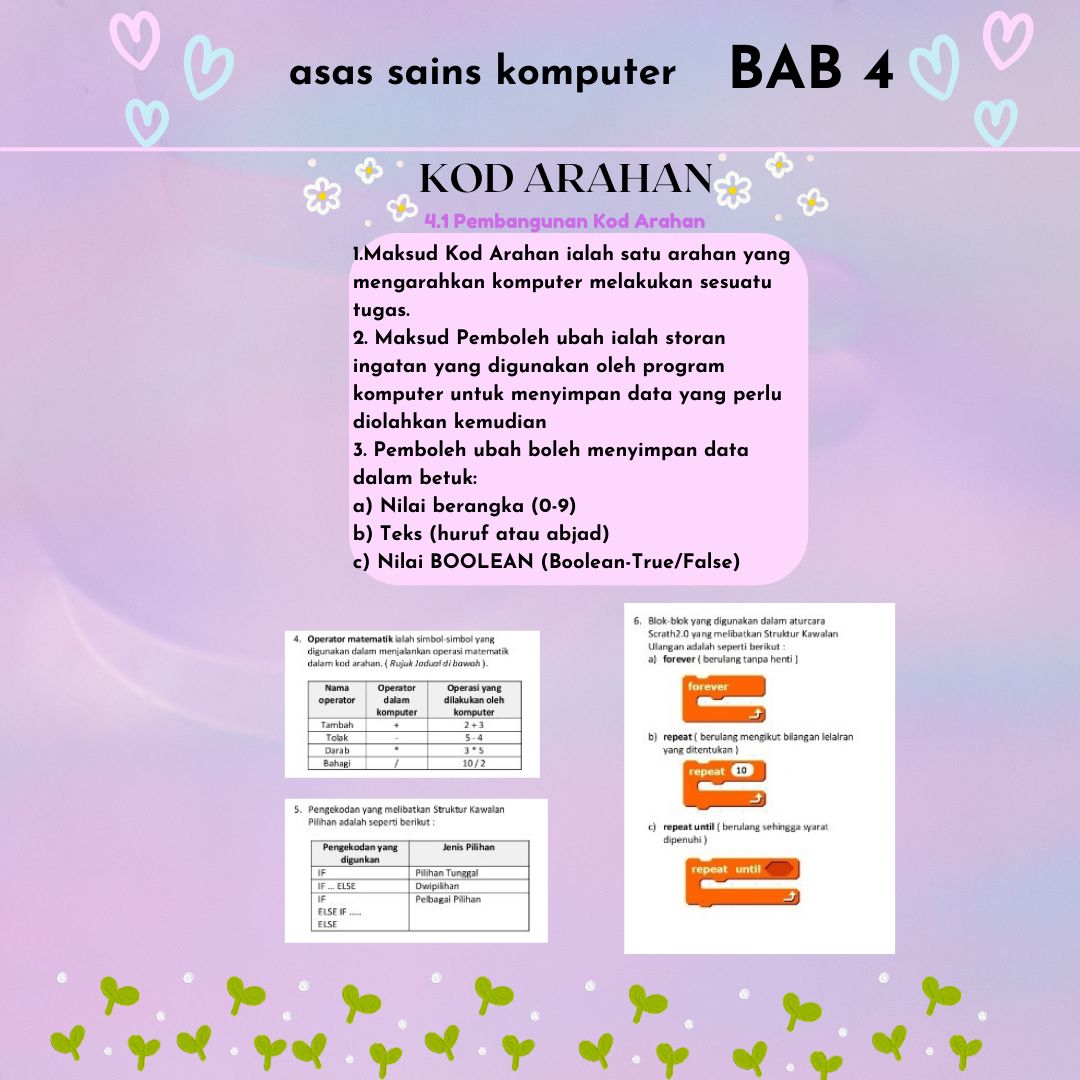 asas sains komputer BAB 4
KOD ARAHAN
4.1 Pembangunan Kod Arahan
1.Maksud Kod Arahan ialah satu arahan yang
mengarahkan komputer melakukan sesuatu
tugas.
2. Maksud Pemboleh ubah ialah storan
ingatan yang digunakan oleh program
komputer untuk menyimpan data yang perlu
diolahkan kemudian
3. Pemboleh ubah boleh menyimpan data
dalam betuk:
a) Nilai berangka (0-9)
b) Teks (huruf atau abjad)
c) Nilai BOOLEAN (Boolean-True/False)
4. Operator matematik ialah simbol-simbol yang
digunakan dalam menjalankan operasi matematik
dalam kod arahan. ( Rujuk Jadual di bawah ).
Nama operator | Operator dalam komputer | Operasi yang dilakukan oleh komputer
Tambah + 2 + 3
Tolak - 5 - 4
Darab * 3 * 5
Bahagi / 10 / 2
5. Pengekodan yang melibatkan Struktur Kawalan
Pilihan adalah seperti berikut :
Pengekodan yang digunkan | Jenis Pilihan
IF Pilihan Tunggal
IF ... ELSE Dwipilihan
IF Pelbagai Pilihan
ELSE IF .....
ELSE
6. Blok-blok yang digunakan dalam aturcara
Scrath2.0 yang melibatkan Struktur Kawalan
Ulangan adalah seperti berikut :
a) forever ( berulang tanpa henti ]
forever
b) repeat ( berulang mengikut bilangan lelalran
yang ditentukan )
repeat 10
c) repeat until ( berulang sehingga syarat
dipenuhi )
repeat until